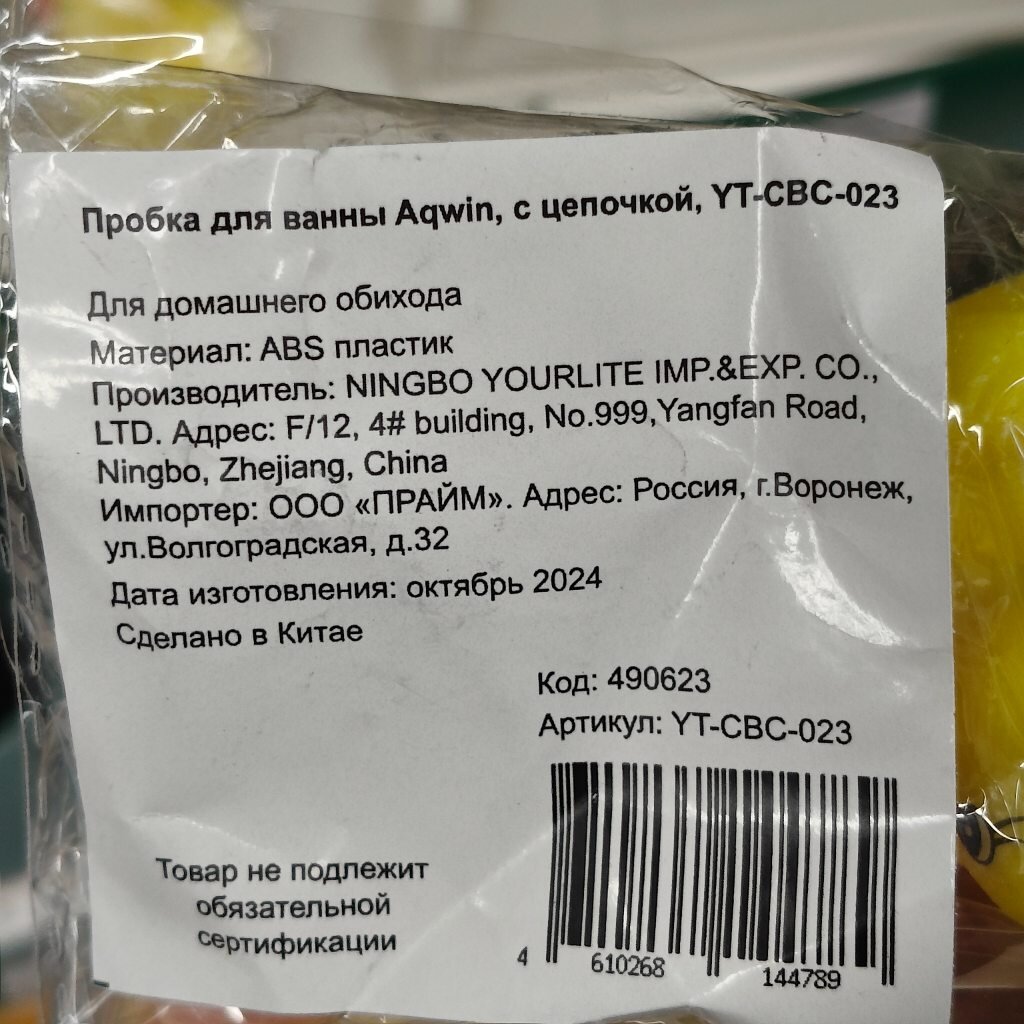 Пробка для ванны Aqwin, с цепочкой, YT-CBC-023
Для домашнего обихода
Материал: ABS пластик
Производитель: NINGBO YOURLITE IMP.&EXP. CO.,
LTD. Адрес: F/12, 4# building, No.999,Yangfan Road,
Ningbo, Zhejiang, China
Импортер: ООО «ПРАЙМ». Адрес: Россия, г.Воронеж,
ул.Волгоградская, д.32
Дата изготовления: октябрь 2024
Сделано в Китае
Код: 490623
Артикул: YT-CBC-023
Товар не подлежит
обязательной
сертификации
4 610268 144789